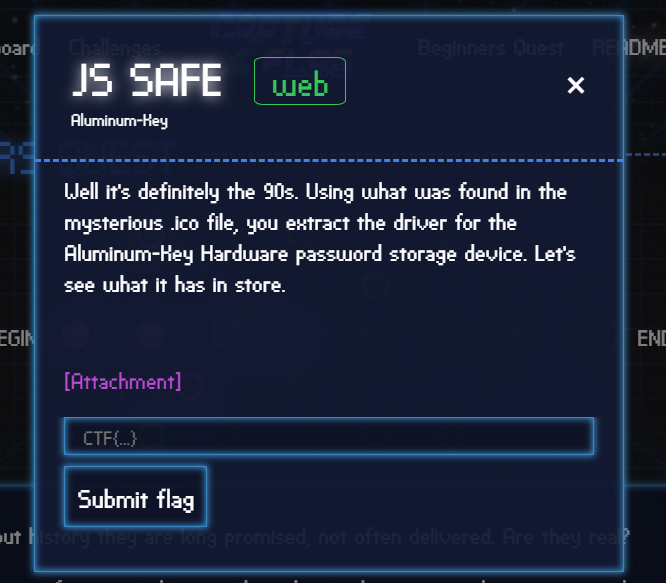 board Challenges Beginners Quest README
JS SAFE web ×
Aluminum-Key
QUEST
Well it's definitely the 90s. Using what was found in the
mysterious .ico file, you extract the driver for the
Aluminum-Key Hardware password storage device. Let's
see what it has in store.
BEGIN END
[Attachment]
CTF{...}
Submit flag
out history they are long promised, not often delivered. Are they real?